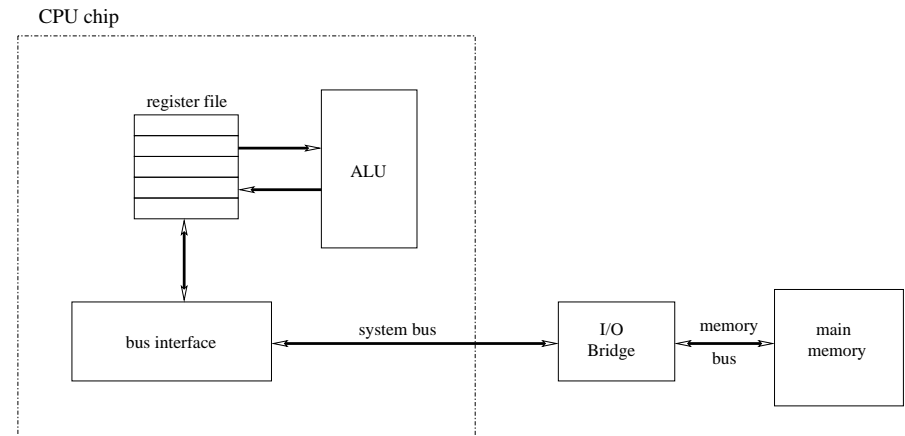 CPU chip
register file
ALU
bus interface
system bus
I/O
Bridge
memory
bus
main
memory